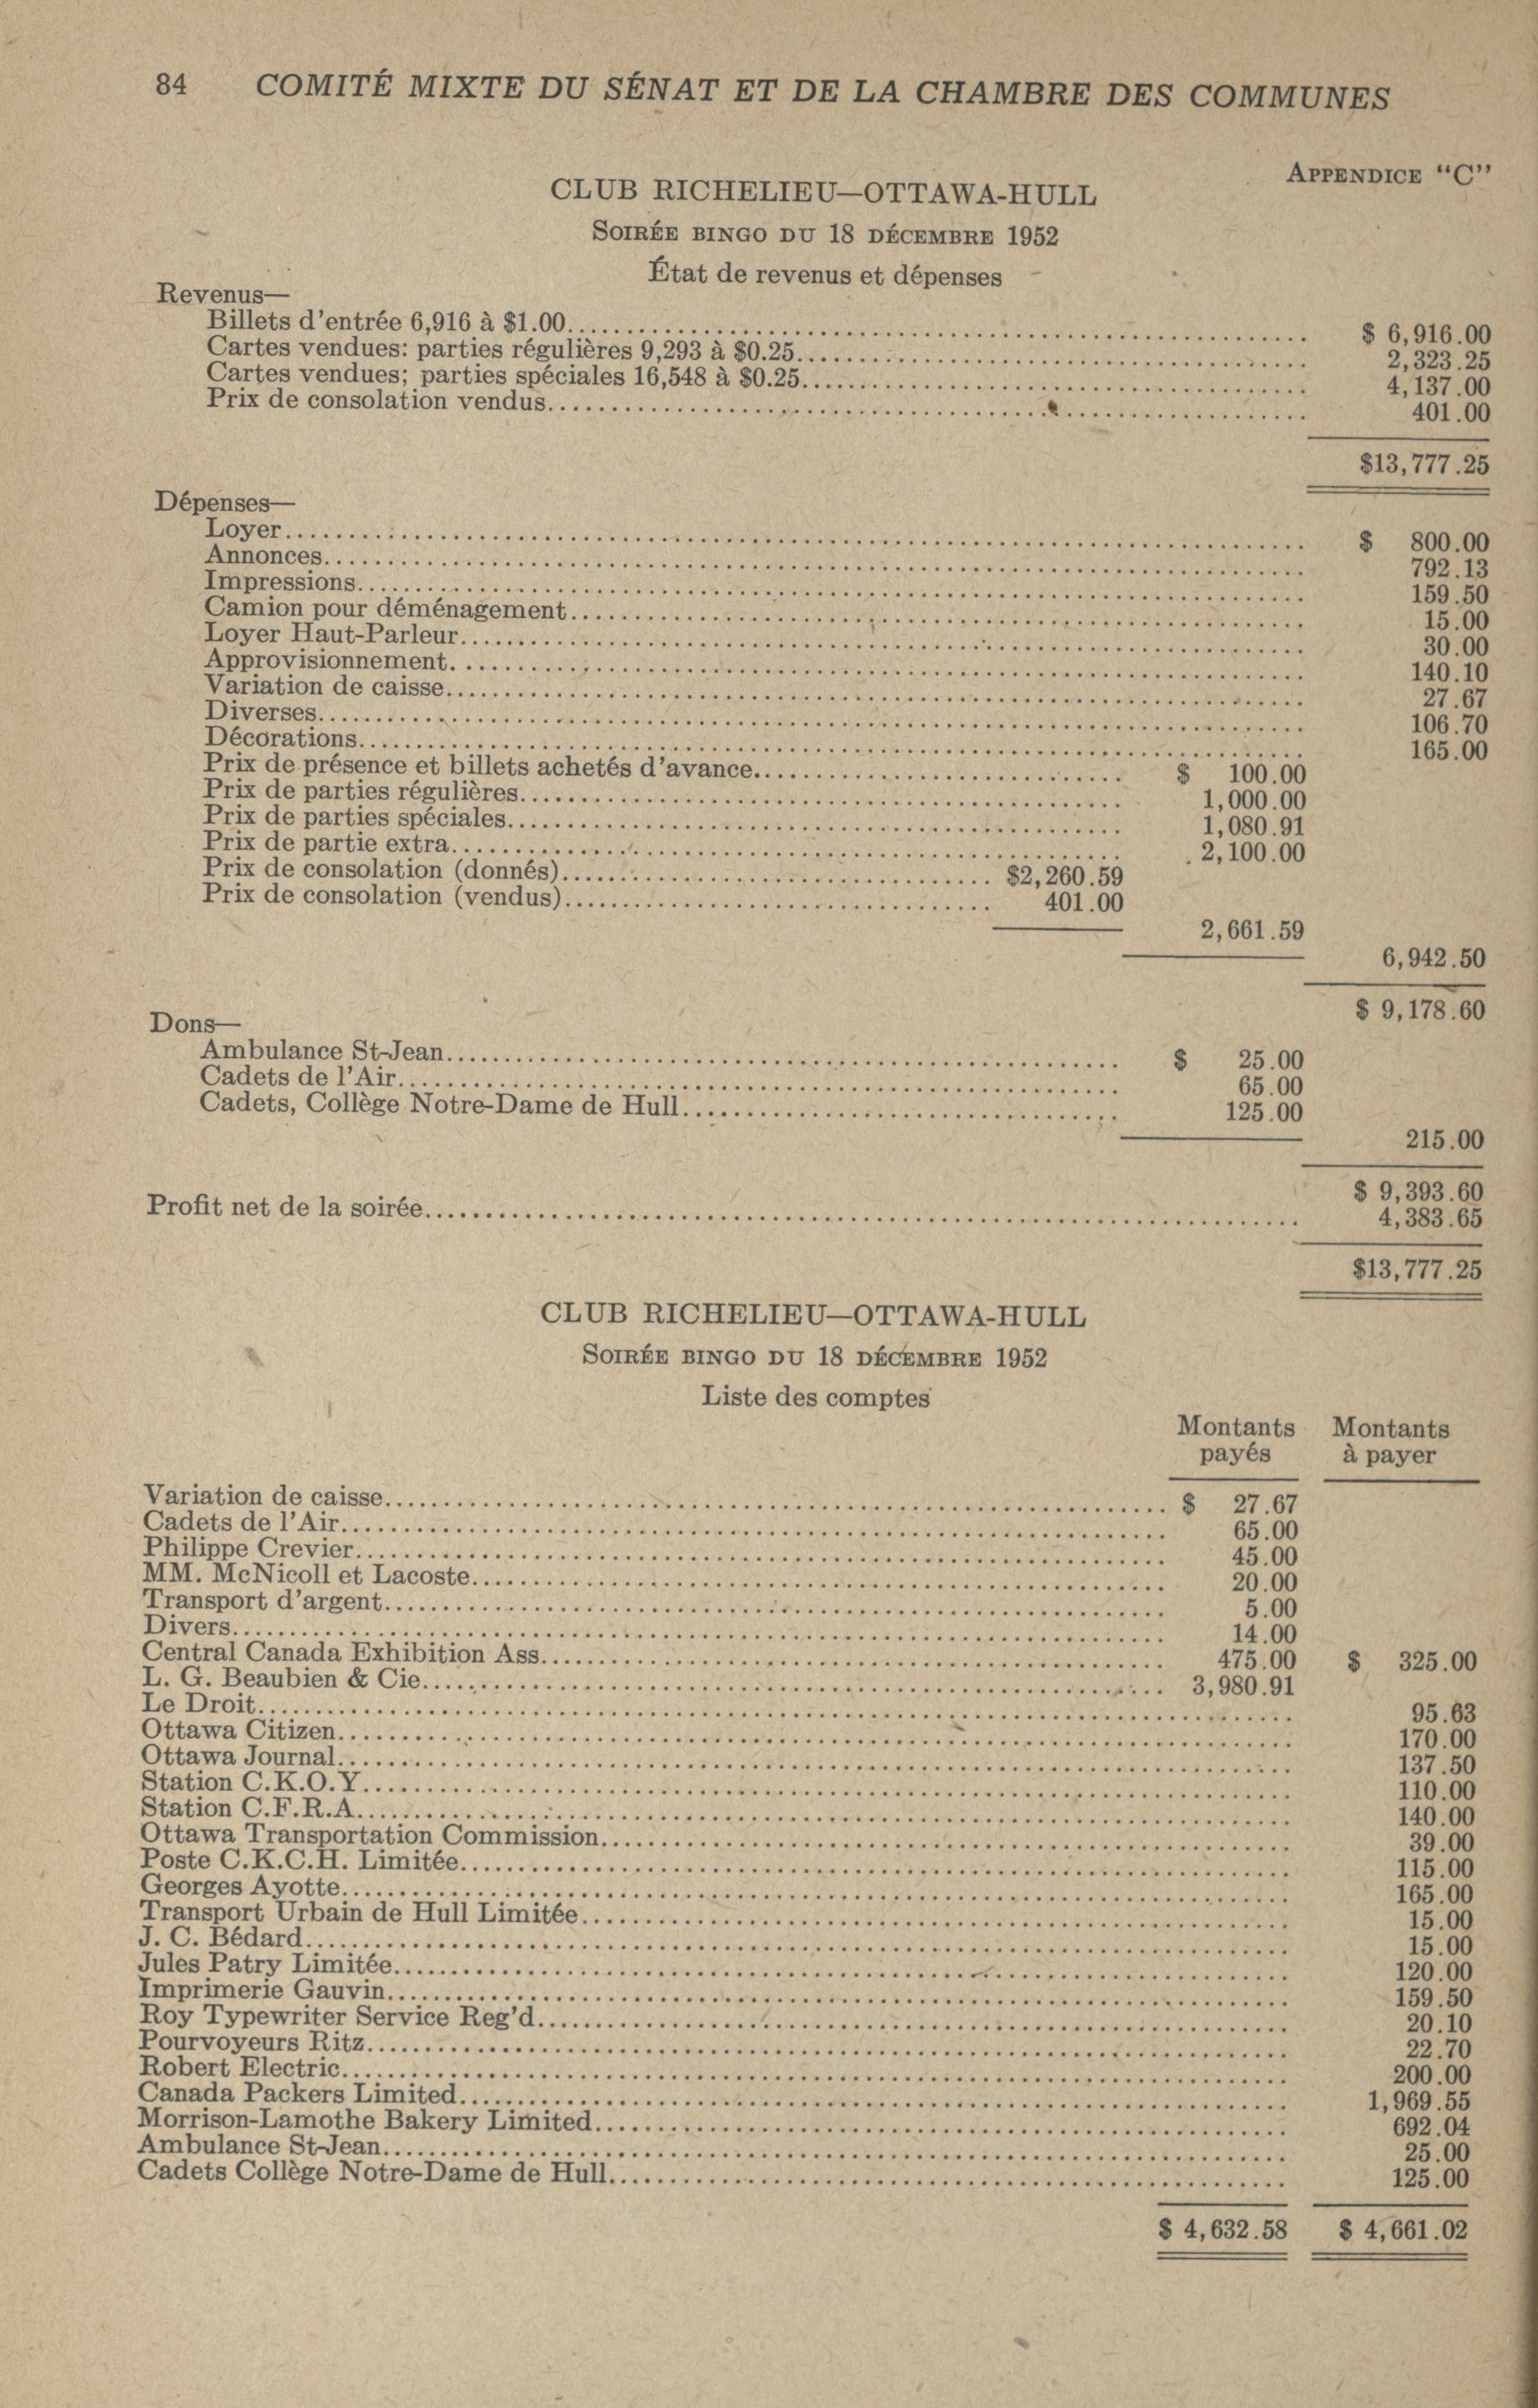 84 COMITÉ MIXTE DU SÉNAT ET DE LA CHAMBRE DES COMMUNES
APPENDICE “C”
CLUB RICHELIEU—OTTAWA-HULL
SOIRÉE BINGO DU 18 DÉCEMBRE 1952
État de revenus et dépenses
Revenus—
Billets d’entrée 6,916 à $1.00 $ 6,916.00
Cartes vendues: parties régulières 9,293 à $0.25 2,323.25
Cartes vendues; parties spéciales 16,548 à $0.25 4,137.00
Prix de consolation vendus 401.00
$13,777.25
Dépenses—
Loyer $ 800.00
Annonces 792.13
Impressions 159.50
Camion pour déménagement 15.00
Loyer Haut-Parleur 30.00
Approvisionnement 140.10
Variation de caisse 27.67
Diverses 106.70
Décorations 165.00
Prix de présence et billets achetés d’avance $ 100.00
Prix de parties régulières 1,000.00
Prix de parties spéciales 1,080.91
Prix de partie extra 2,100.00
Prix de consolation (donnés) $2,260.59
Prix de consolation (vendus) 401.00
2,661.59
6,942.50
$ 9,178.60
Dons—
Ambulance St-Jean $ 25.00
Cadets de l’Air 65.00
Cadets, Collège Notre-Dame de Hull 125.00
215.00
$ 9,393.60
Profit net de la soirée 4,383.65
$13,777.25
CLUB RICHELIEU—OTTAWA-HULL
SOIRÉE BINGO DU 18 DÉCEMBRE 1952
Liste des comptes
Montants Montants
payés à payer
Variation de caisse $ 27.67
Cadets de l’Air 65.00
Philippe Crevier 45.00
MM. McNicoll et Lacoste 20.00
Transport d’argent 5.00
Divers 14.00
Central Canada Exhibition Ass. 475.00 $ 325.00
L. G. Beaubien & Cie 3,980.91
Le Droit 95.63
Ottawa Citizen 170.00
Ottawa Journal 137.50
Station C.K.O.Y. 110.00
Station C.F.R.A. 140.00
Ottawa Transportation Commission 39.00
Poste C.K.C.H. Limitée 115.00
Georges Ayotte 165.00
Transport Urbain de Hull Limitée 15.00
J. C. Bédard 15.00
Jules Patry Limitée 120.00
Imprimerie Gauvin 159.50
Roy Typewriter Service Reg’d 20.10
Pourvoyeurs Ritz 22.70
Robert Electric 200.00
Canada Packers Limited 1,969.55
Morrison-Lamothe Bakery Limited 692.04
Ambulance St-Jean 25.00
Cadets Collège Notre-Dame de Hull 125.00
$ 4,632.58 $ 4,661.02